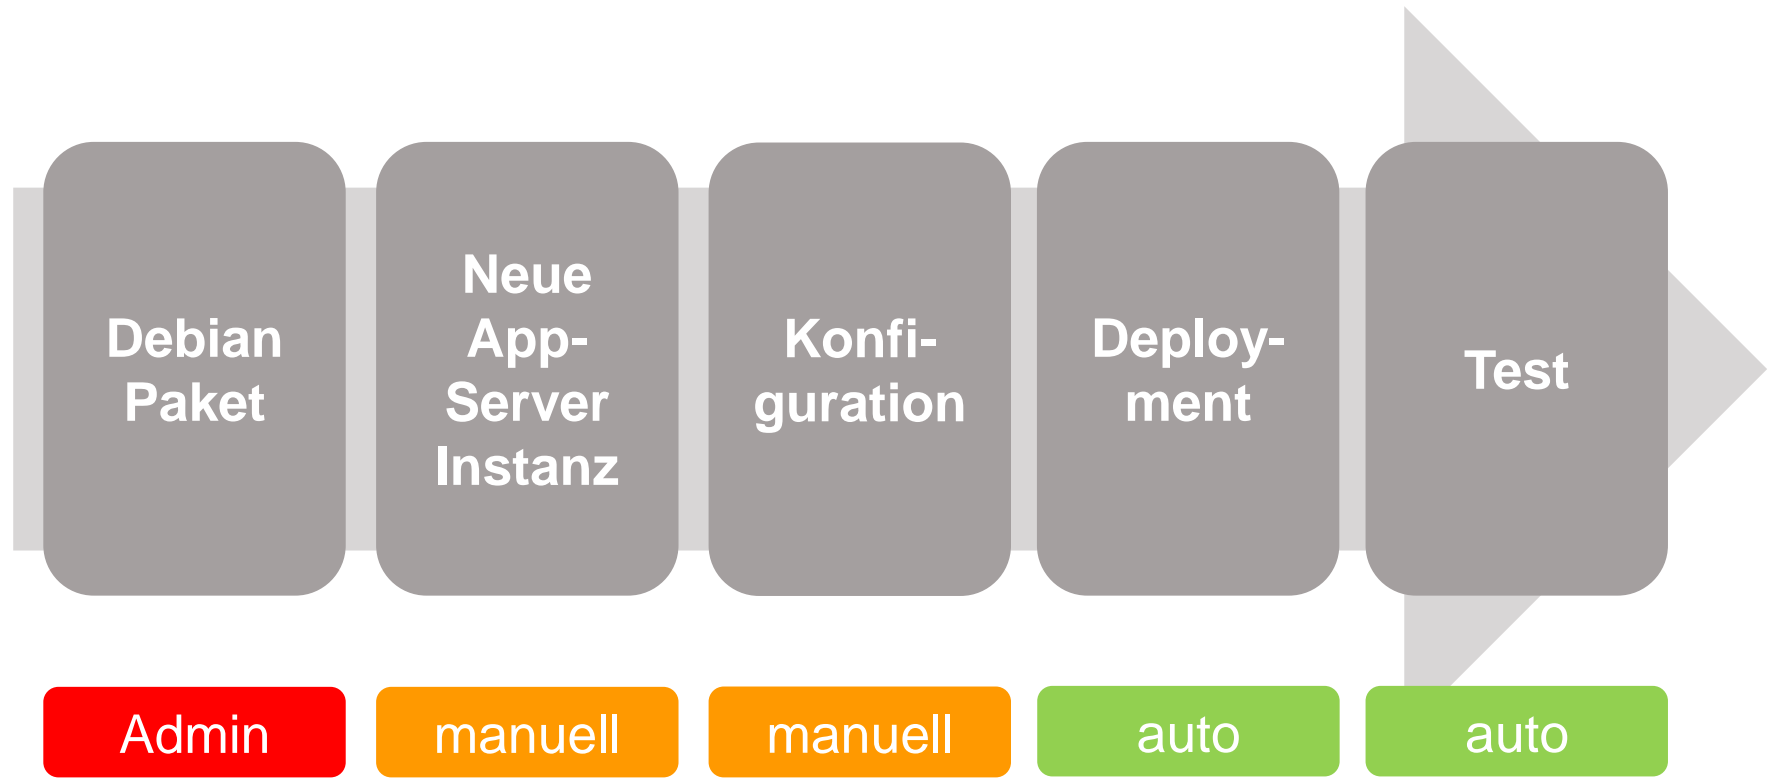 Debian
Paket
Neue
App-
Server
Instanz
Konfi-
guration
Deploy-
ment
Test
Admin
manuell
manuell
auto
auto